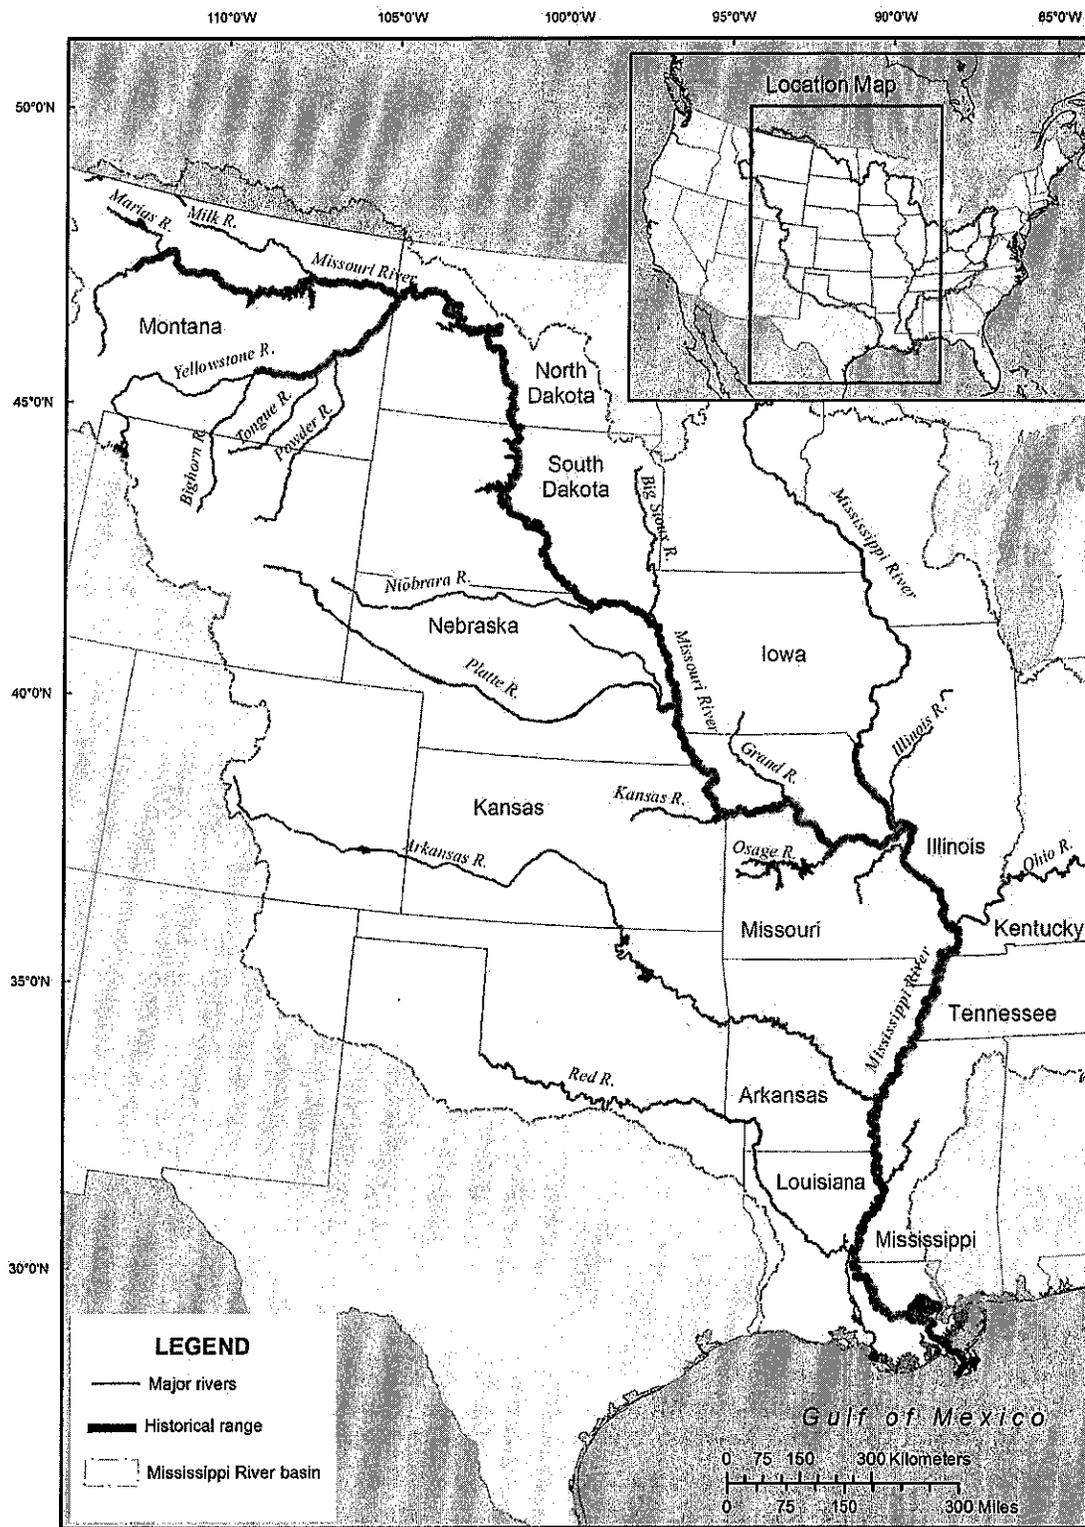 110°0'W 105°0'W 100°0'W 95°0'W 90°0'W 85°0'W
50°0'N
Location Map
Marias R.
Milk R.
Missouri River
Montana
Yellowstone R.
North
Dakota
45°0'N
Tongue R.
Powder R.
Bighorn R.
South
Dakota
Big Sioux R.
Mississippi River
Niobrara R.
Nebraska
Platte R.
Missouri River
Iowa
40°0'N
Illinois R.
Grand R.
Kansas R.
Kansas
Arkansas R.
Osage R.
Illinois
Ohio R.
Missouri
Kentucky
35°0'N
Mississippi River
Tennessee
Red R.
Arkansas
Louisiana
Mississippi
30°0'N
LEGEND
Major rivers
Historical range
Mississippi River basin
Gulf of Mexico
0 75 150 300 Kilometers
0 75 150 300 Miles